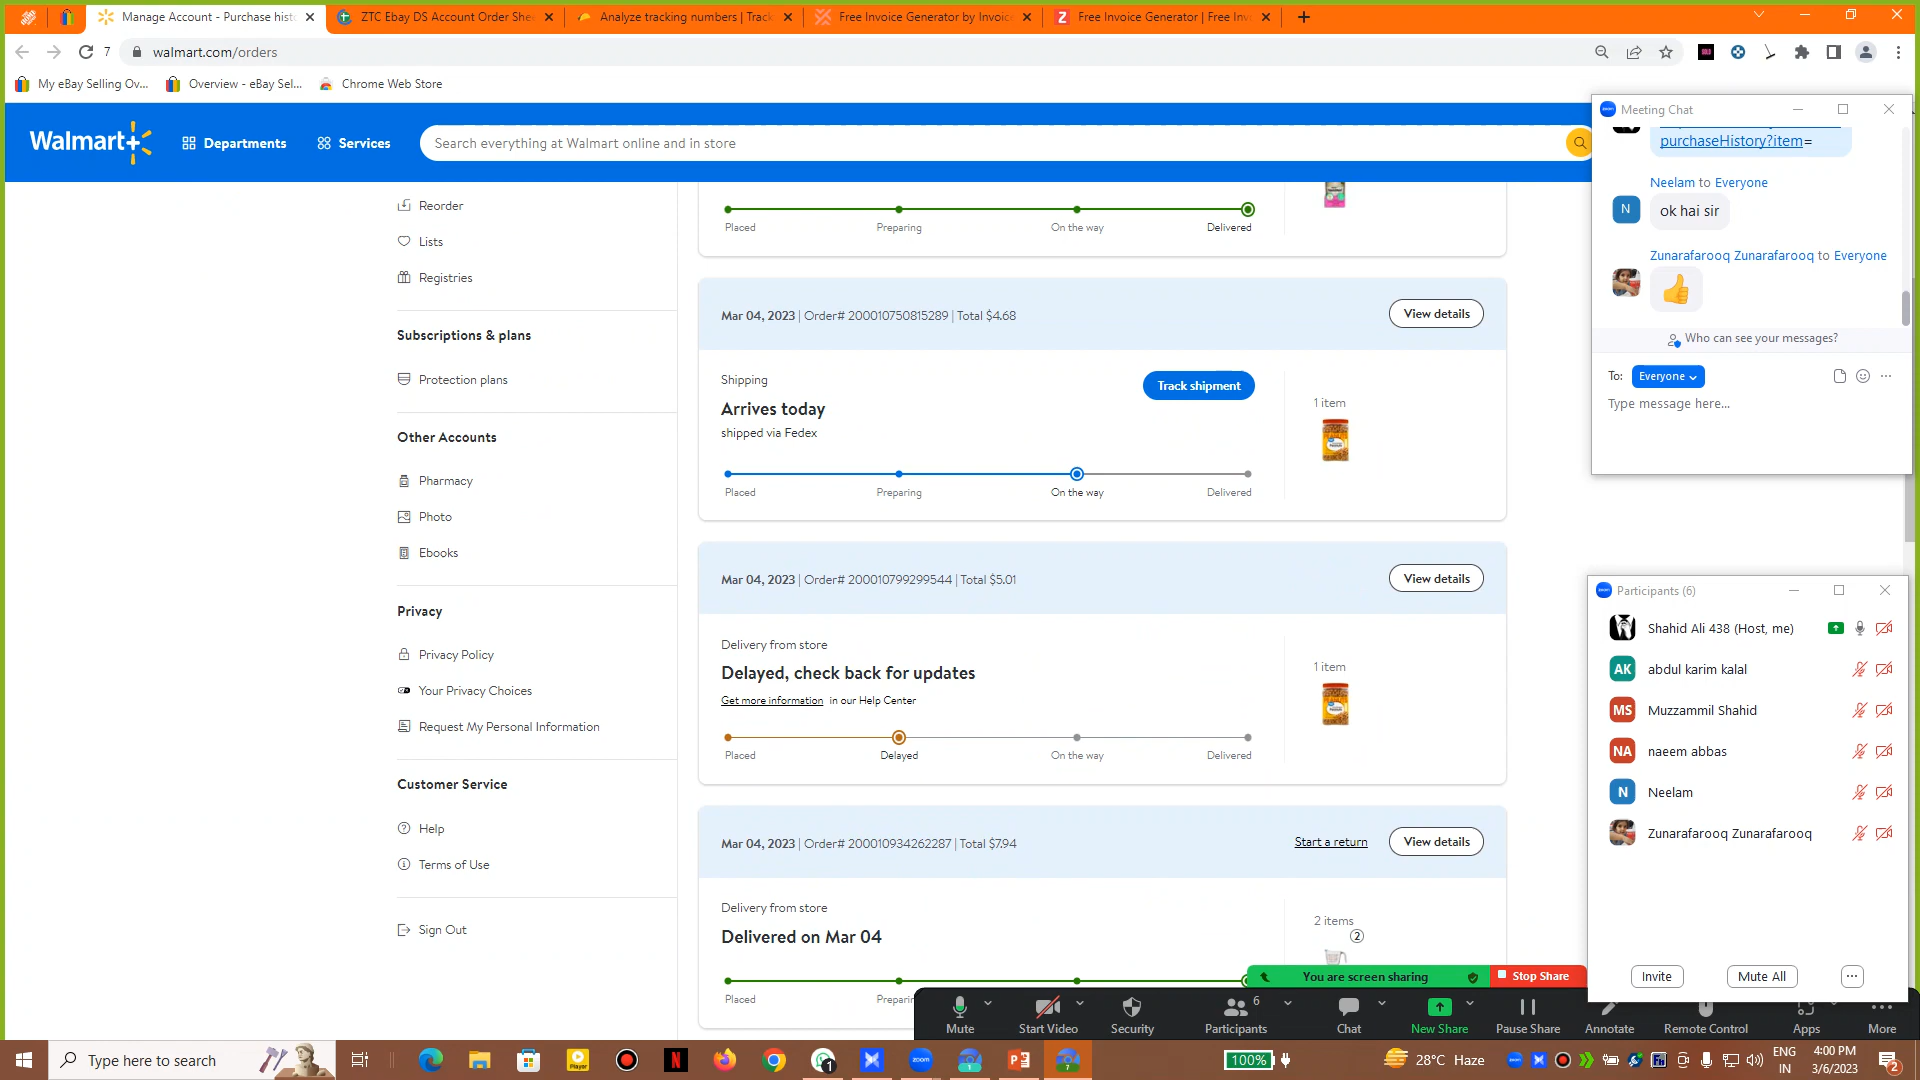 Manage Account - Purchase hist
ZTC Ebay DS Account Order She
Analyze tracking numbers | Track
Free Invoice Generator by Invoic
Free Invoice Generator | Free Inv
7
walmart.com/orders
My eBay Selling Ov...
Overview - eBay Sel...
Chrome Web Store
Walmart+
Departments
Services
Search everything at Walmart online and in store
Reorder
Lists
Registries
Subscriptions & plans
Protection plans
Other Accounts
Pharmacy
Photo
Ebooks
Privacy
Privacy Policy
Your Privacy Choices
Request My Personal Information
Customer Service
Help
Terms of Use
Sign Out
Placed
Preparing
On the way
Delivered
Mar 04, 2023 | Order# 200010750815289 | Total $4.68
View details
Shipping
Arrives today
shipped via Fedex
Track shipment
1 item
Placed
Preparing
On the way
Delivered
Mar 04, 2023 | Order# 200010799299544 | Total $5.01
View details
Delivery from store
Delayed, check back for updates
Get more information in our Help Center
1 item
Placed
Delayed
On the way
Delivered
Mar 04, 2023 | Order# 200010934262287 | Total $7.94
Start a return
View details
Delivery from store
Delivered on Mar 04
2 items
2
Placed
Preparin
Meeting Chat
purchaseHistory?item=
Neelam to Everyone
N
ok hai sir
Zunarafarooq Zunarafarooq to Everyone
👍
Who can see your messages?
To: Everyone
Type message here...
Participants (6)
Shahid Ali 438 (Host, me)
AK abdul karim kalal
MS Muzzammil Shahid
NA naeem abbas
N Neelam
Zunarafarooq Zunarafarooq
Invite
Mute All
You are screen sharing
Stop Share
Mute
Start Video
Security
Participants
6
Chat
New Share
Pause Share
Annotate
Remote Control
Apps
More
Type here to search
100%
28°C Haze
ENG
IN
4:00 PM
3/6/2023
2